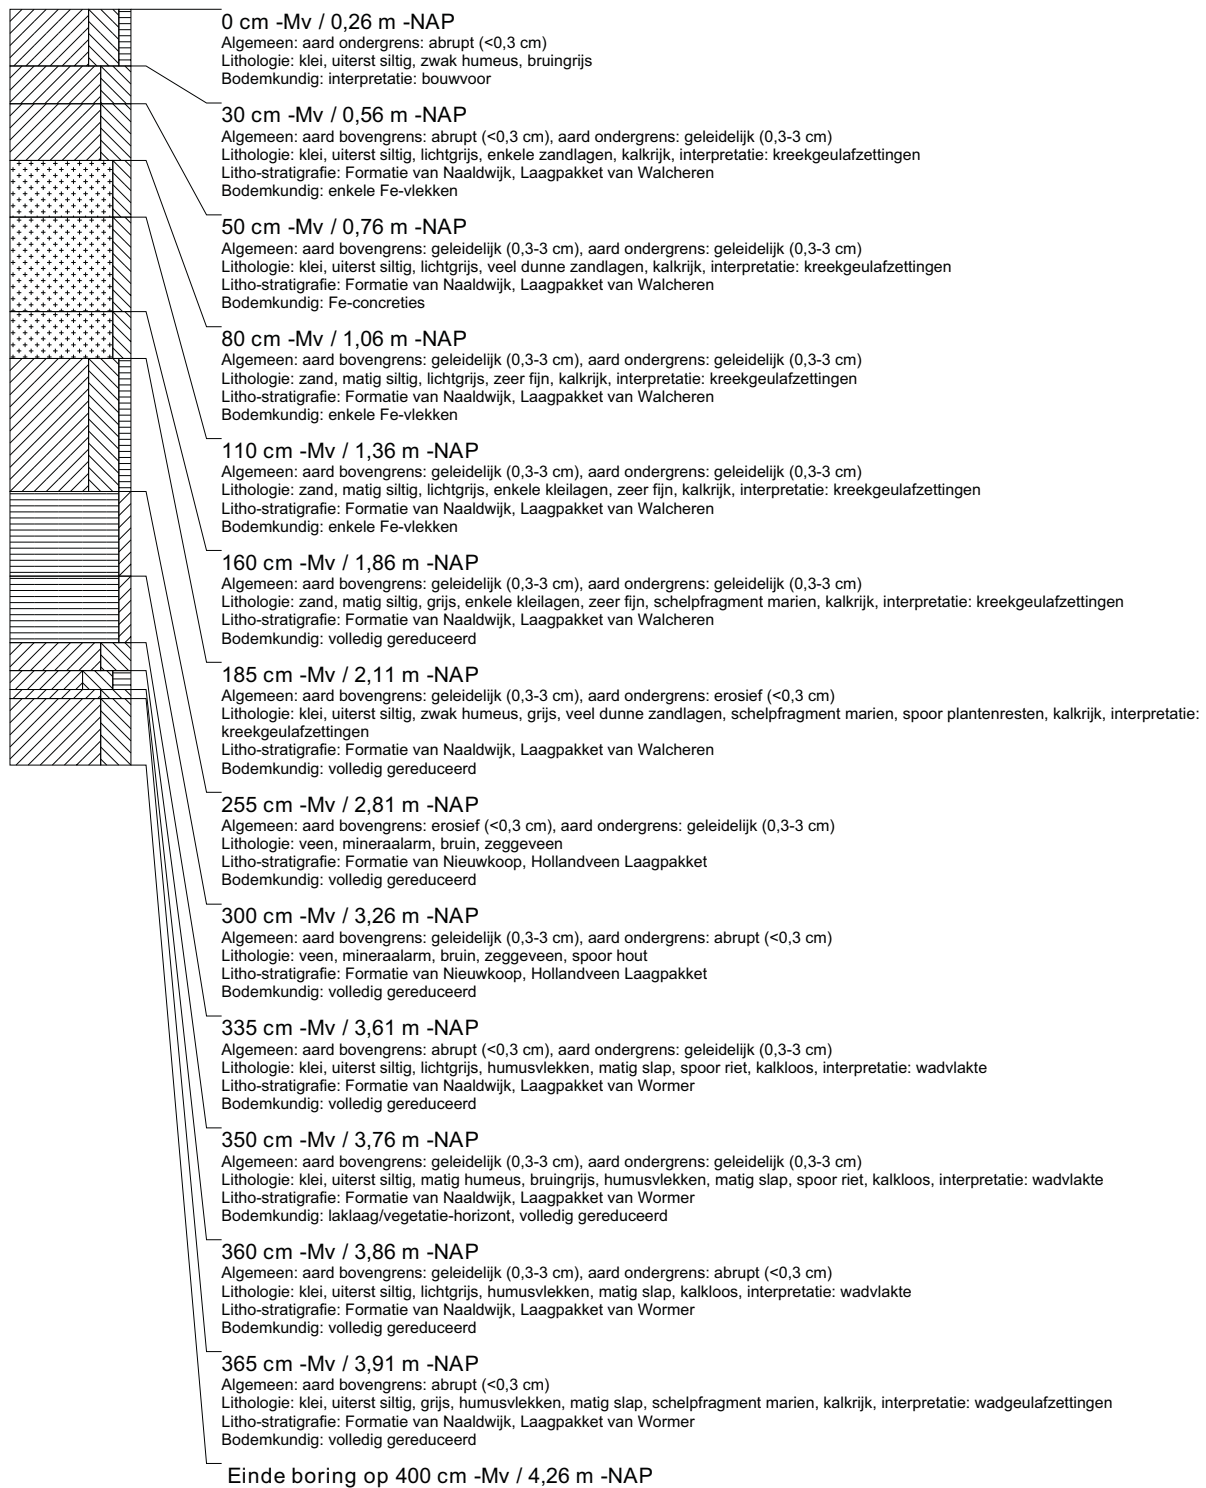 0 cm -Mv / 0,26 m -NAP
Algemeen: aard ondergrens: abrupt (<0,3 cm)
Lithologie: klei, uiterst siltig, zwak humeus, bruingrijs
Bodemkundig: interpretatie: bouwvoor
30 cm -Mv / 0,56 m -NAP
Algemeen: aard bovengrens: abrupt (<0,3 cm), aard ondergrens: geleidelijk (0,3-3 cm)
Lithologie: klei, uiterst siltig, lichtgrijs, enkele zandlagen, kalkrijk, interpretatie: kreekgeulafzettingen
Litho-stratigrafie: Formatie van Naaldwijk, Laagpakket van Walcheren
Bodemkundig: enkele Fe-vlekken
50 cm -Mv / 0,76 m -NAP
Algemeen: aard bovengrens: geleidelijk (0,3-3 cm), aard ondergrens: geleidelijk (0,3-3 cm)
Lithologie: klei, uiterst siltig, lichtgrijs, veel dunne zandlagen, kalkrijk, interpretatie: kreekgeulafzettingen
Litho-stratigrafie: Formatie van Naaldwijk, Laagpakket van Walcheren
Bodemkundig: Fe-concreties
80 cm -Mv / 1,06 m -NAP
Algemeen: aard bovengrens: geleidelijk (0,3-3 cm), aard ondergrens: geleidelijk (0,3-3 cm)
Lithologie: zand, matig siltig, lichtgrijs, zeer fijn, kalkrijk, interpretatie: kreekgeulafzettingen
Litho-stratigrafie: Formatie van Naaldwijk, Laagpakket van Walcheren
Bodemkundig: enkele Fe-vlekken
110 cm -Mv / 1,36 m -NAP
Algemeen: aard bovengrens: geleidelijk (0,3-3 cm), aard ondergrens: geleidelijk (0,3-3 cm)
Lithologie: zand, matig siltig, lichtgrijs, enkele kleilagen, zeer fijn, kalkrijk, interpretatie: kreekgeulafzettingen
Litho-stratigrafie: Formatie van Naaldwijk, Laagpakket van Walcheren
Bodemkundig: enkele Fe-vlekken
160 cm -Mv / 1,86 m -NAP
Algemeen: aard bovengrens: geleidelijk (0,3-3 cm), aard ondergrens: geleidelijk (0,3-3 cm)
Lithologie: zand, matig siltig, grijs, enkele kleilagen, zeer fijn, schelpfragment marien, kalkrijk, interpretatie: kreekgeulafzettingen
Litho-stratigrafie: Formatie van Naaldwijk, Laagpakket van Walcheren
Bodemkundig: volledig gereduceerd
185 cm -Mv / 2,11 m -NAP
Algemeen: aard bovengrens: geleidelijk (0,3-3 cm), aard ondergrens: erosief (<0,3 cm)
Lithologie: klei, uiterst siltig, zwak humeus, grijs, veel dunne zandlagen, schelpfragment marien, spoor plantenresten, kalkrijk, interpretatie:
kreekgeulafzettingen
Litho-stratigrafie: Formatie van Naaldwijk, Laagpakket van Walcheren
Bodemkundig: volledig gereduceerd
255 cm -Mv / 2,81 m -NAP
Algemeen: aard bovengrens: erosief (<0,3 cm), aard ondergrens: geleidelijk (0,3-3 cm)
Lithologie: veen, mineraalarm, bruin, zeggeveen
Litho-stratigrafie: Formatie van Nieuwkoop, Hollandveen Laagpakket
Bodemkundig: volledig gereduceerd
300 cm -Mv / 3,26 m -NAP
Algemeen: aard bovengrens: geleidelijk (0,3-3 cm), aard ondergrens: abrupt (<0,3 cm)
Lithologie: veen, mineraalarm, bruin, zeggeveen, spoor hout
Litho-stratigrafie: Formatie van Nieuwkoop, Hollandveen Laagpakket
Bodemkundig: volledig gereduceerd
335 cm -Mv / 3,61 m -NAP
Algemeen: aard bovengrens: abrupt (<0,3 cm), aard ondergrens: geleidelijk (0,3-3 cm)
Lithologie: klei, uiterst siltig, lichtgrijs, humusvlekken, matig slap, spoor riet, kalkloos, interpretatie: wadvlakte
Litho-stratigrafie: Formatie van Naaldwijk, Laagpakket van Wormer
Bodemkundig: volledig gereduceerd
350 cm -Mv / 3,76 m -NAP
Algemeen: aard bovengrens: geleidelijk (0,3-3 cm), aard ondergrens: geleidelijk (0,3-3 cm)
Lithologie: klei, uiterst siltig, matig humeus, bruingrijs, humusvlekken, matig slap, spoor riet, kalkloos, interpretatie: wadvlakte
Litho-stratigrafie: Formatie van Naaldwijk, Laagpakket van Wormer
Bodemkundig: laklaag/vegetatie-horizont, volledig gereduceerd
360 cm -Mv / 3,86 m -NAP
Algemeen: aard bovengrens: geleidelijk (0,3-3 cm), aard ondergrens: abrupt (<0,3 cm)
Lithologie: klei, uiterst siltig, lichtgrijs, humusvlekken, matig slap, kalkloos, interpretatie: wadvlakte
Litho-stratigrafie: Formatie van Naaldwijk, Laagpakket van Wormer
Bodemkundig: volledig gereduceerd
365 cm -Mv / 3,91 m -NAP
Algemeen: aard bovengrens: abrupt (<0,3 cm)
Lithologie: klei, uiterst siltig, grijs, humusvlekken, matig slap, schelpfragment marien, kalkrijk, interpretatie: wadgeulafzettingen
Litho-stratigrafie: Formatie van Naaldwijk, Laagpakket van Wormer
Bodemkundig: volledig gereduceerd
Einde boring op 400 cm -Mv / 4,26 m -NAP